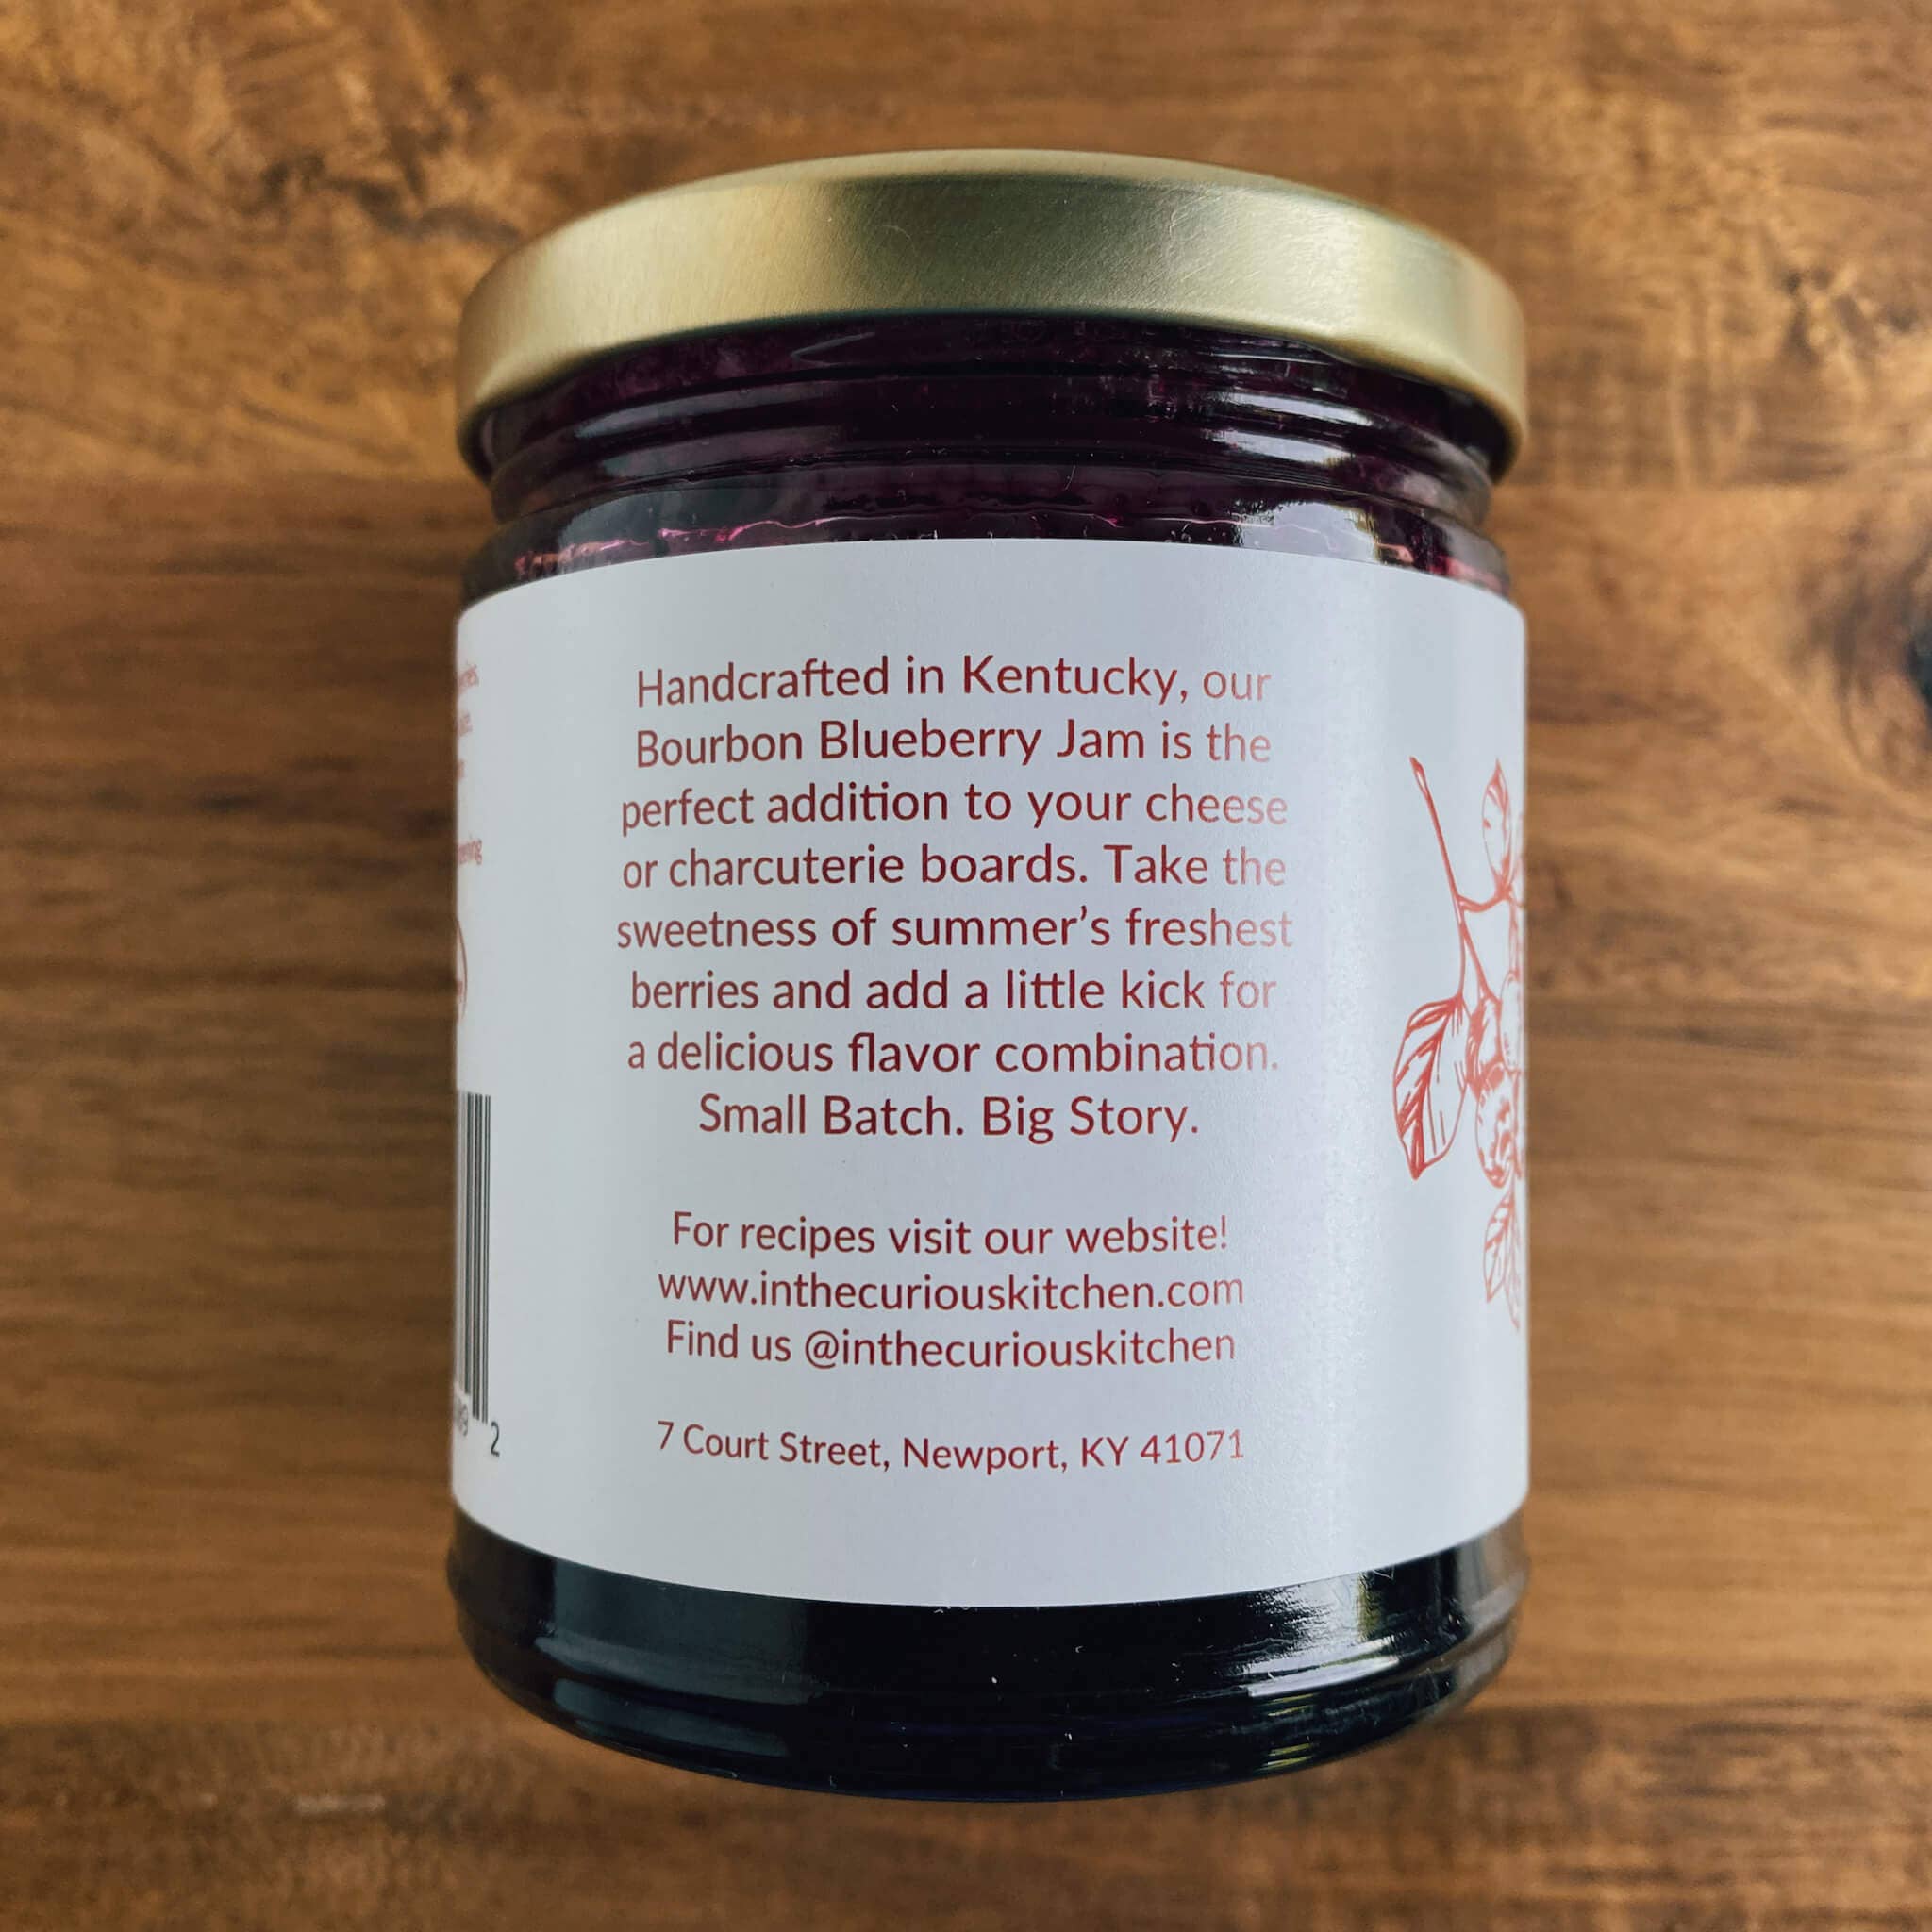 Handcrafted in Kentucky, our
Bourbon Blueberry Jam is the
perfect addition to your cheese
or charcuterie boards. Take the
sweetness of summer’s freshest
berries and add a little kick for
a delicious flavor combination.
Small Batch. Big Story.
For recipes visit our website!
www.inthecuriouskitchen.com
Find us @inthecuriouskitchen
7 Court Street, Newport, KY 41071
2